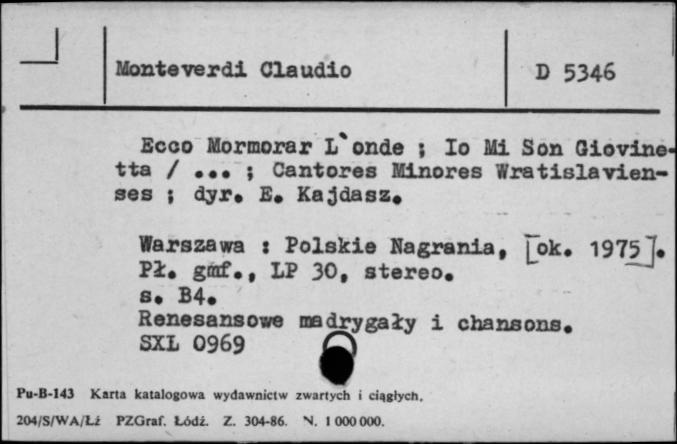 Monteverdi Claudio
D 5346
Ecco Mormorar L`onde ; Io Mi Son Giovine-
tta / ... ; Cantores Minores Wratislavien-
ses ; dyr. E. Kajdasz.
Warszawa : Polskie Nagrania, [ok. 1975].
Pł. gmf., LP 30, stereo.
s. B4.
Renesansowe madrygały i chansons.
SXL 0969
Pu-B-143 Karta katalogowa wydawnictw zwartych i ciągłych.
204/S/WA/Łż PZGraf. Łódź. Z. 304-86. N. 1 000 000.